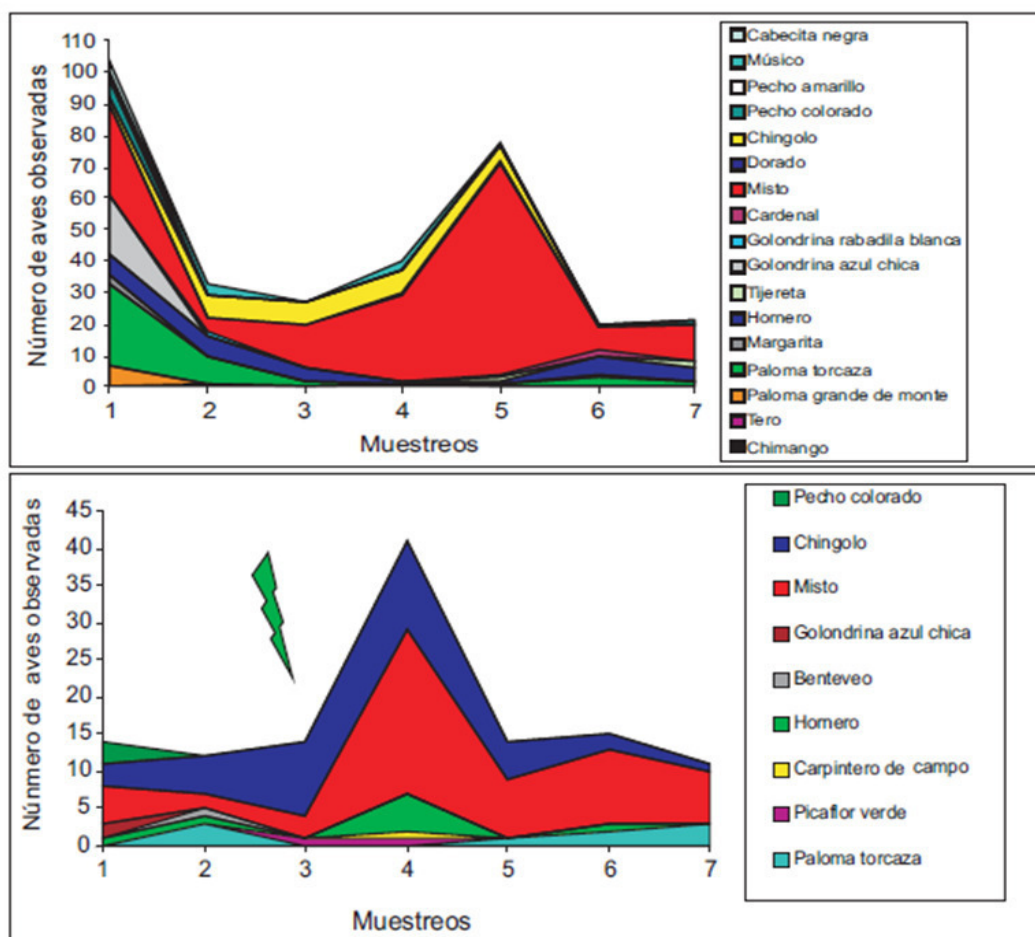 Número de aves observadas
110
100
90
80
70
60
50
40
30
20
10
0
1 2 3 4 5 6 7
Muestreos
Cabecita negra
Músico
Pecho amarillo
Pecho colorado
Chingolo
Dorado
Misto
Cardenal
Golondrina rabadila blanca
Golondrina azul chica
Tijereta
Hornero
Margarita
Paloma torcaza
Paloma grande de monte
Tero
Chimango
Núnmero de aves observadas
45
40
35
30
25
20
15
10
5
0
1 2 3 4 5 6 7
Muestreos
Pecho colorado
Chingolo
Misto
Golondrina azul chica
Benteveo
Hornero
Carpintero de campo
Picaflor verde
Paloma torcaza